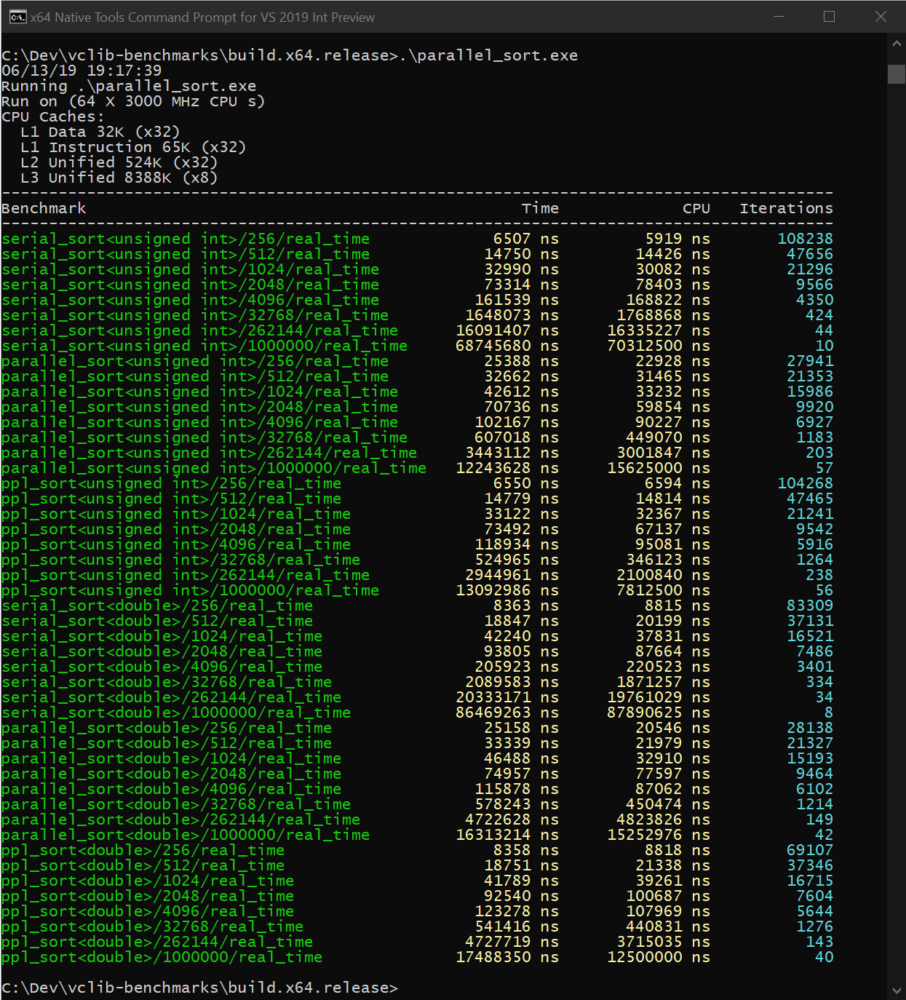 x64 Native Tools Command Prompt for VS 2019 Int Preview
C:\Dev\vclib-benchmarks\build.x64.release>.\parallel_sort.exe
06/13/19 19:17:39
Running .\parallel_sort.exe
Run on (64 X 3000 MHz CPU s)
CPU Caches:
  L1 Data 32K (x32)
  L1 Instruction 65K (x32)
  L2 Unified 524K (x32)
  L3 Unified 8388K (x8)
----------------------------------------------------------------------------------------
Benchmark                                              Time             CPU   Iterations
----------------------------------------------------------------------------------------
serial_sort<unsigned int>/256/real_time             6507 ns         5919 ns       108238
serial_sort<unsigned int>/512/real_time            14750 ns        14426 ns        47656
serial_sort<unsigned int>/1024/real_time           32990 ns        30082 ns        21296
serial_sort<unsigned int>/2048/real_time           73314 ns        78403 ns         9566
serial_sort<unsigned int>/4096/real_time          161539 ns       168822 ns         4350
serial_sort<unsigned int>/32768/real_time        1648073 ns      1768868 ns          424
serial_sort<unsigned int>/262144/real_time      16091407 ns     16335227 ns           44
serial_sort<unsigned int>/1000000/real_time     68745680 ns     70312500 ns           10
parallel_sort<unsigned int>/256/real_time          25388 ns        22928 ns        27941
parallel_sort<unsigned int>/512/real_time          32662 ns        31465 ns        21353
parallel_sort<unsigned int>/1024/real_time         42612 ns        33232 ns        15986
parallel_sort<unsigned int>/2048/real_time         70736 ns        59854 ns         9920
parallel_sort<unsigned int>/4096/real_time        102167 ns        90227 ns         6927
parallel_sort<unsigned int>/32768/real_time       607018 ns       449070 ns         1183
parallel_sort<unsigned int>/262144/real_time     3443112 ns      3001847 ns          203
parallel_sort<unsigned int>/1000000/real_time   12243628 ns     15625000 ns           57
ppl_sort<unsigned int>/256/real_time                6550 ns         6594 ns       104268
ppl_sort<unsigned int>/512/real_time               14779 ns        14814 ns        47465
ppl_sort<unsigned int>/1024/real_time              33122 ns        32367 ns        21241
ppl_sort<unsigned int>/2048/real_time              73492 ns        67137 ns         9542
ppl_sort<unsigned int>/4096/real_time             118934 ns        95081 ns         5916
ppl_sort<unsigned int>/32768/real_time            524965 ns       346123 ns         1264
ppl_sort<unsigned int>/262144/real_time          2944961 ns      2100840 ns          238
ppl_sort<unsigned int>/1000000/real_time        13092986 ns      7812500 ns           56
serial_sort<double>/256/real_time                   8363 ns         8815 ns        83309
serial_sort<double>/512/real_time                  18847 ns        20199 ns        37131
serial_sort<double>/1024/real_time                 42240 ns        37831 ns        16521
serial_sort<double>/2048/real_time                 93805 ns        87664 ns         7486
serial_sort<double>/4096/real_time                205923 ns       220523 ns         3401
serial_sort<double>/32768/real_time              2089583 ns      1871257 ns          334
serial_sort<double>/262144/real_time            20333171 ns     19761029 ns           34
serial_sort<double>/1000000/real_time           86469263 ns     87890625 ns            8
parallel_sort<double>/256/real_time                25158 ns        20546 ns        28138
parallel_sort<double>/512/real_time                33339 ns        21979 ns        21327
parallel_sort<double>/1024/real_time               46488 ns        32910 ns        15193
parallel_sort<double>/2048/real_time               74957 ns        77597 ns         9464
parallel_sort<double>/4096/real_time              115878 ns        87062 ns         6102
parallel_sort<double>/32768/real_time             578243 ns       450474 ns         1214
parallel_sort<double>/262144/real_time           4722628 ns      4823826 ns          149
parallel_sort<double>/1000000/real_time         16313214 ns     15252976 ns           42
ppl_sort<double>/256/real_time                      8358 ns         8818 ns        69107
ppl_sort<double>/512/real_time                     18751 ns        21338 ns        37346
ppl_sort<double>/1024/real_time                    41789 ns        39261 ns        16715
ppl_sort<double>/2048/real_time                    92540 ns       100687 ns         7604
ppl_sort<double>/4096/real_time                   123278 ns       107969 ns         5644
ppl_sort<double>/32768/real_time                  541416 ns       440831 ns         1276
ppl_sort<double>/262144/real_time                4727719 ns      3715035 ns          143
ppl_sort<double>/1000000/real_time              17488350 ns     12500000 ns           40
C:\Dev\vclib-benchmarks\build.x64.release>